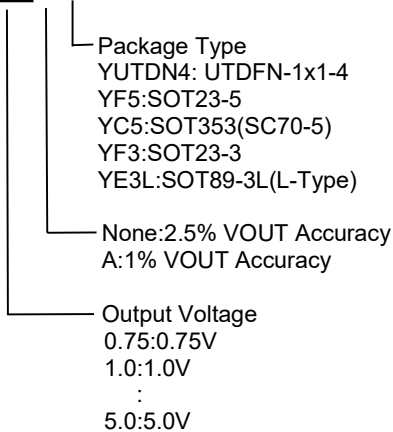 Package Type
YUTDN4: UTDFN-1x1-4
YF5:SOT23-5
YC5:SOT353(SC70-5)
YF3:SOT23-3
YE3L:SOT89-3L(L-Type)
None:2.5% VOUT Accuracy
A:1% VOUT Accuracy
Output Voltage
0.75:0.75V
1.0:1.0V
:
5.0:5.0V